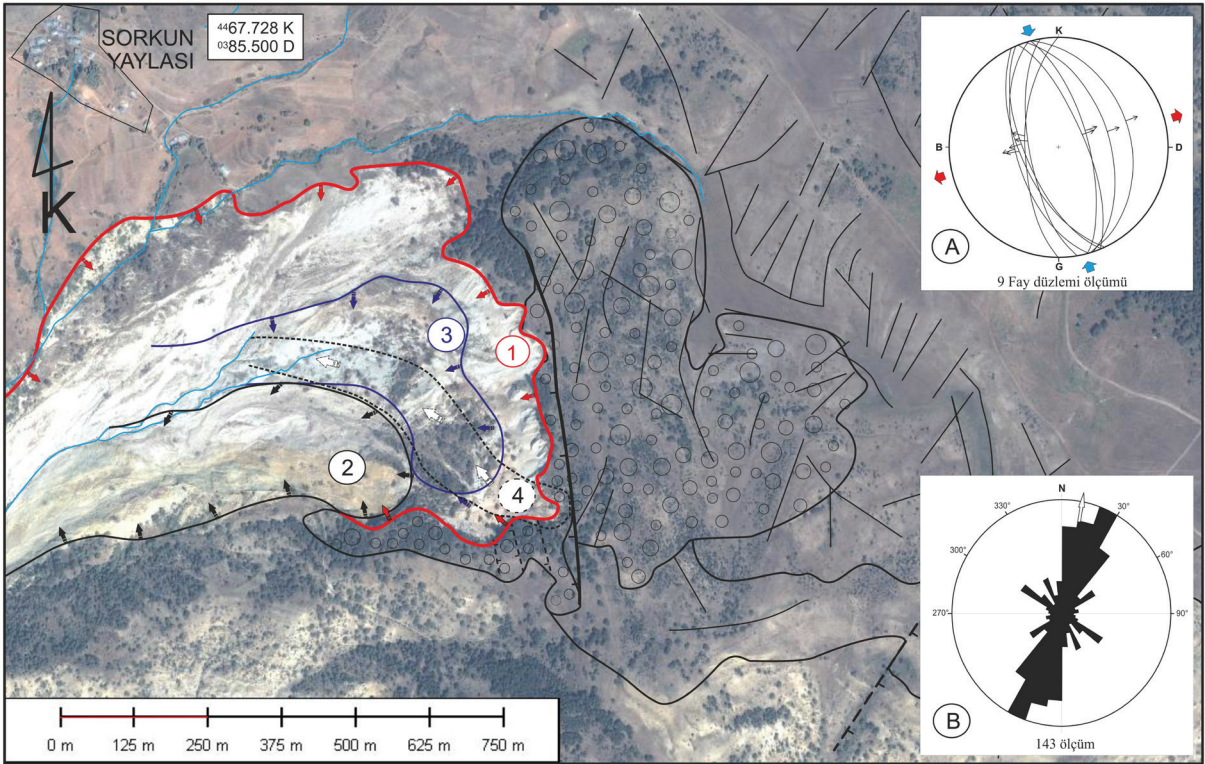 SORKUN
YAYLASI
⁴⁴67.728 K
⁰³85.500 D
K
1
2
3
4
0 m 125 m 250 m 375 m 500 m 625 m 750 m
K
B
D
G
A
9 Fay düzlemi ölçümü
N
330°
30°
300°
60°
270°
90°
B
143 ölçüm